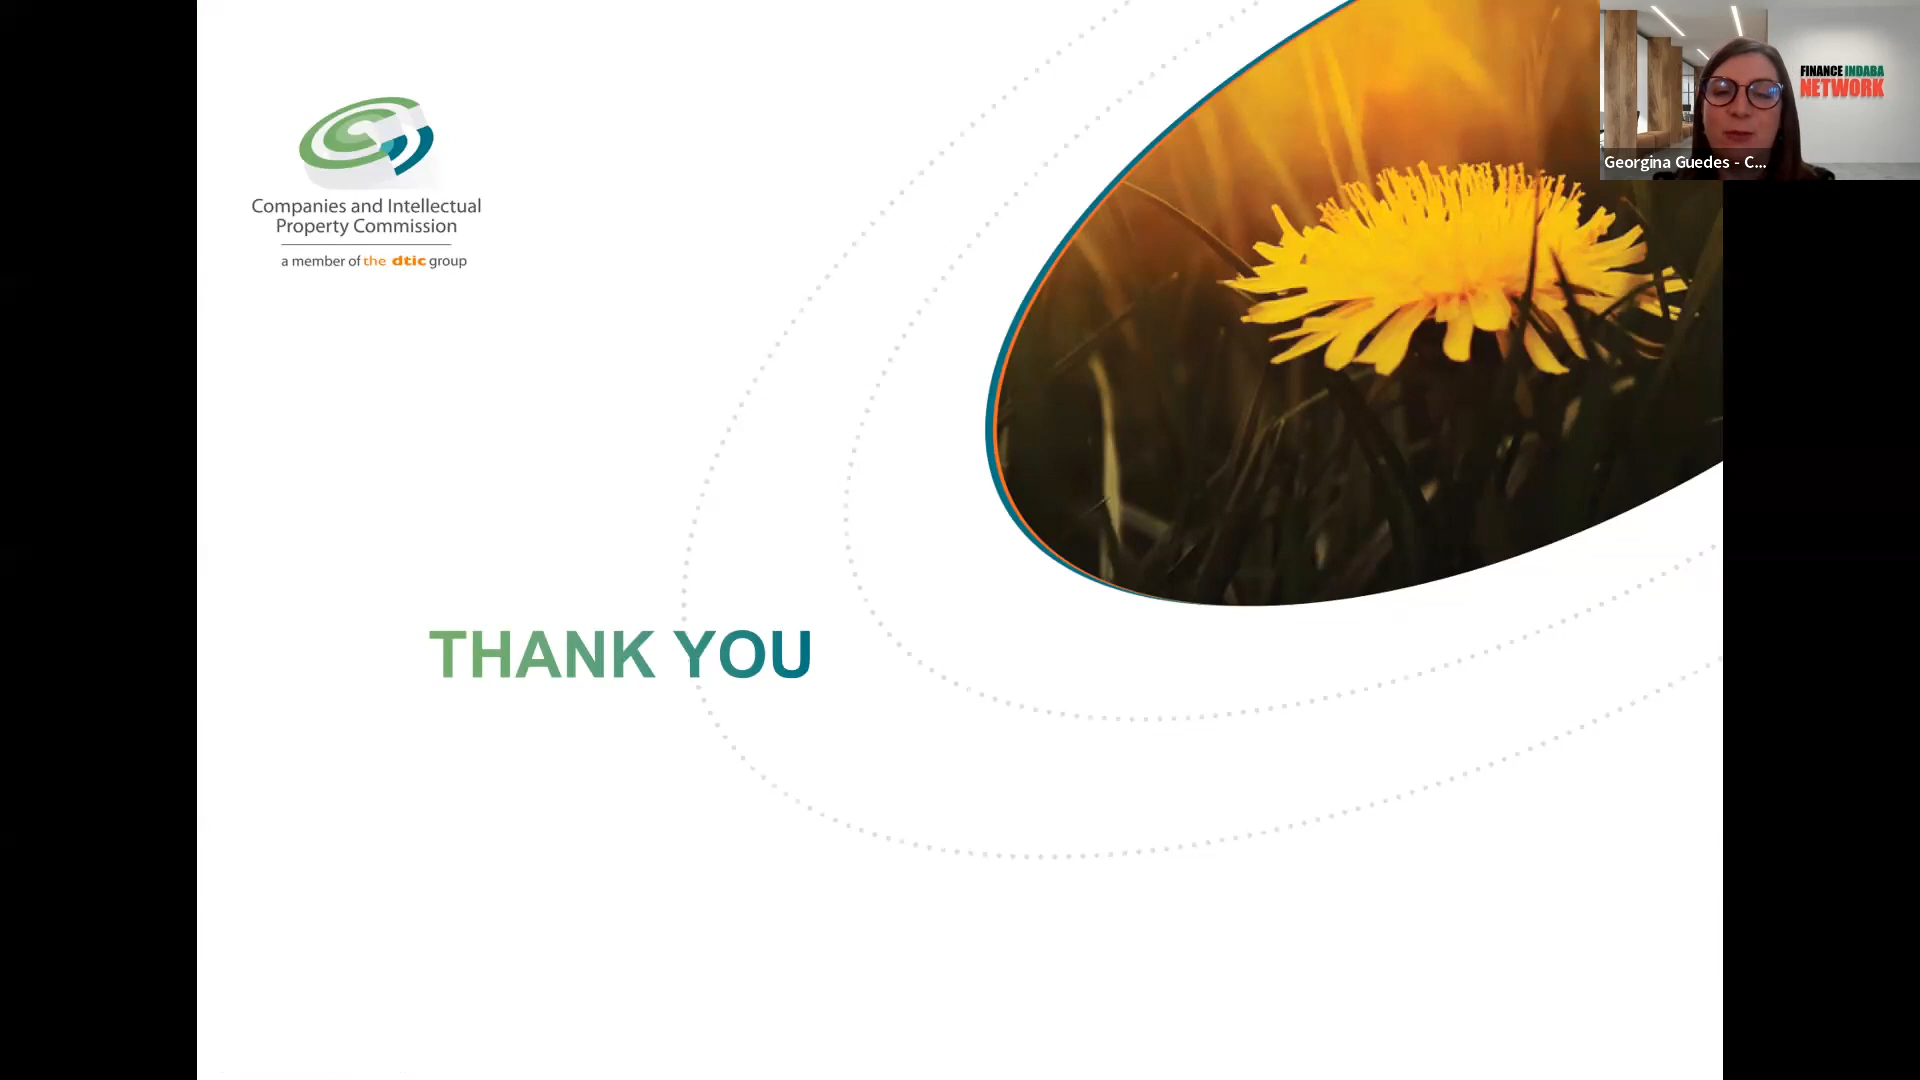 Companies and Intellectual
Property Commission
a member of the dtic group
THANK YOU
FINANCE INDABA
NETWORK
Georgina Guedes - C...